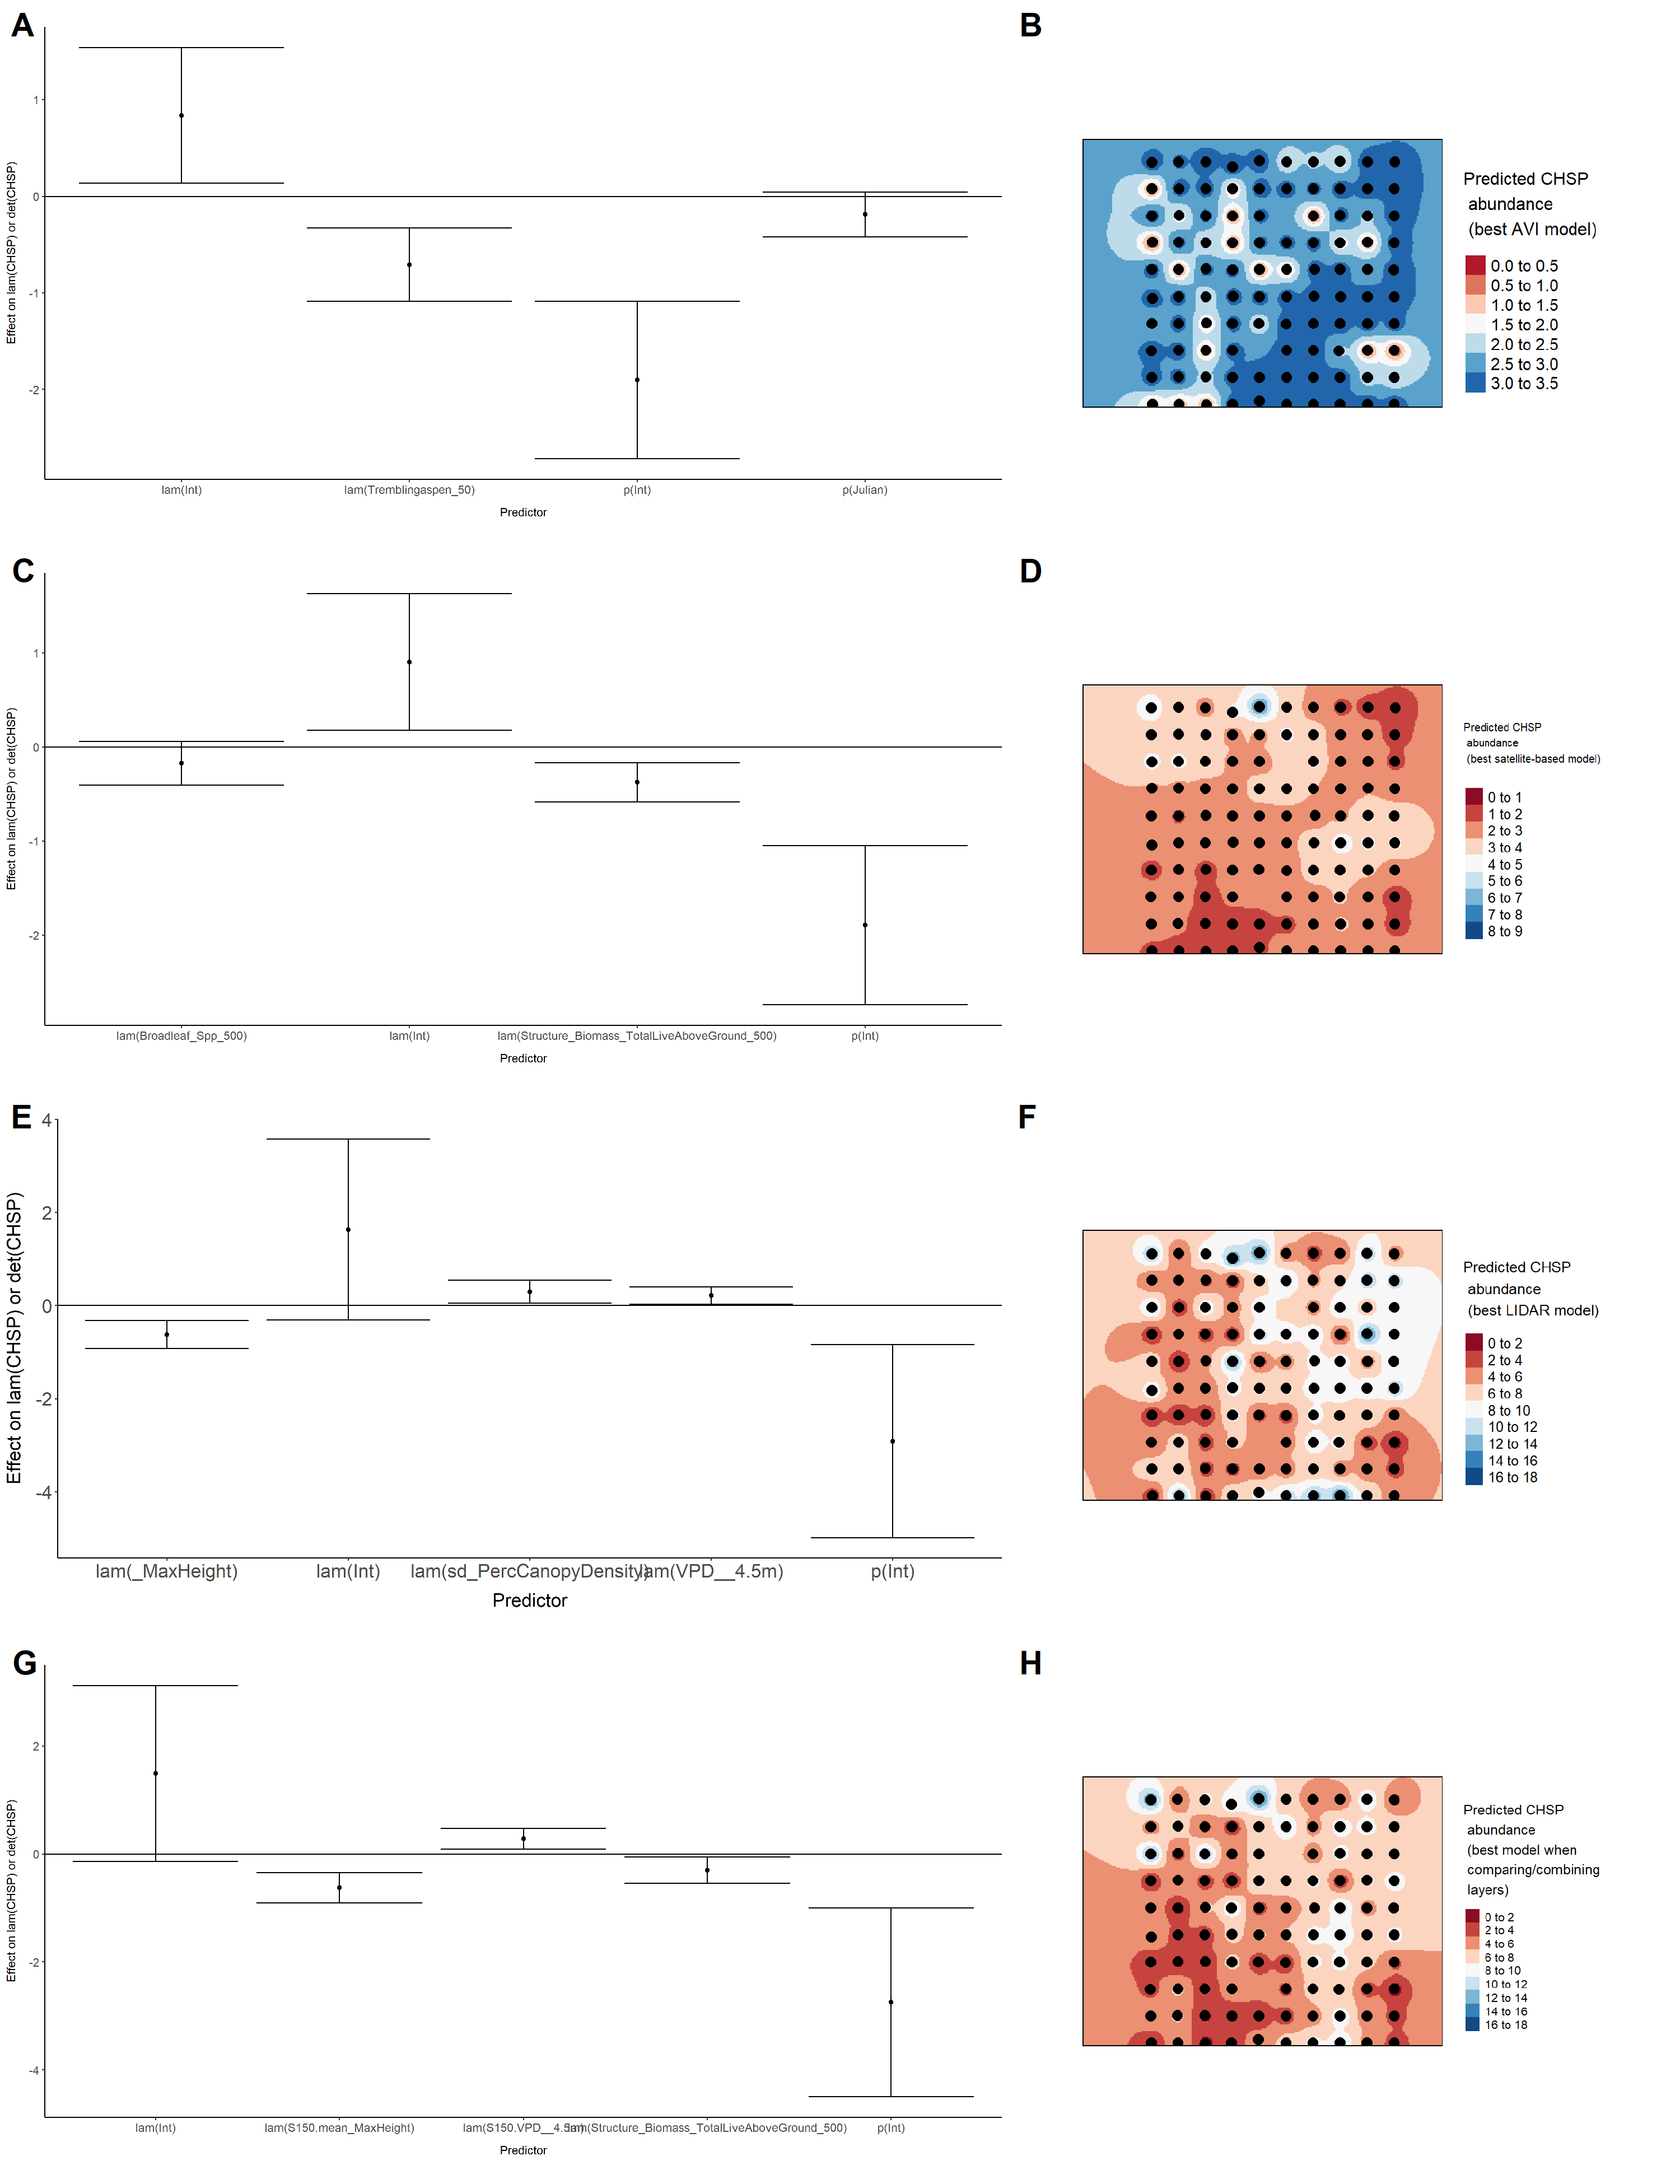 A
Effect on lam(CHSP) or det(CHSP)
1
0
-1
-2
lam(Int)
lam(Tremblingaspen_50)
p(Int)
p(Julian)
Predictor
B
Predicted CHSP
abundance
(best AVI model)
0.0 to 0.5
0.5 to 1.0
1.0 to 1.5
1.5 to 2.0
2.0 to 2.5
2.5 to 3.0
3.0 to 3.5
C
Effect on lam(CHSP) or det(CHSP)
1
0
-1
-2
lam(Broadleaf_Spp_500)
lam(Int)
lam(Structure_Biomass_TotalLiveAboveGround_500)
p(Int)
Predictor
D
Predicted CHSP
abundance
(best satellite-based model)
0 to 1
1 to 2
2 to 3
3 to 4
4 to 5
5 to 6
6 to 7
7 to 8
8 to 9
E
Effect on lam(CHSP) or det(CHSP)
4
2
0
-2
-4
lam(_MaxHeight)
lam(Int)
lam(sd_PercCanopyDensity)
lam(VPD__4.5m)
p(Int)
Predictor
F
Predicted CHSP
abundance
(best LIDAR model)
0 to 2
2 to 4
4 to 6
6 to 8
8 to 10
10 to 12
12 to 14
14 to 16
16 to 18
G
Effect on lam(CHSP) or det(CHSP)
2
0
-2
-4
lam(Int)
lam(S150.mean_MaxHeight)
lam(S150.VPD__4.5m)
lam(Structure_Biomass_TotalLiveAboveGround_500)
p(Int)
Predictor
H
Predicted CHSP
abundance
(best model when
comparing/combining
layers)
0 to 2
2 to 4
4 to 6
6 to 8
8 to 10
10 to 12
12 to 14
14 to 16
16 to 18